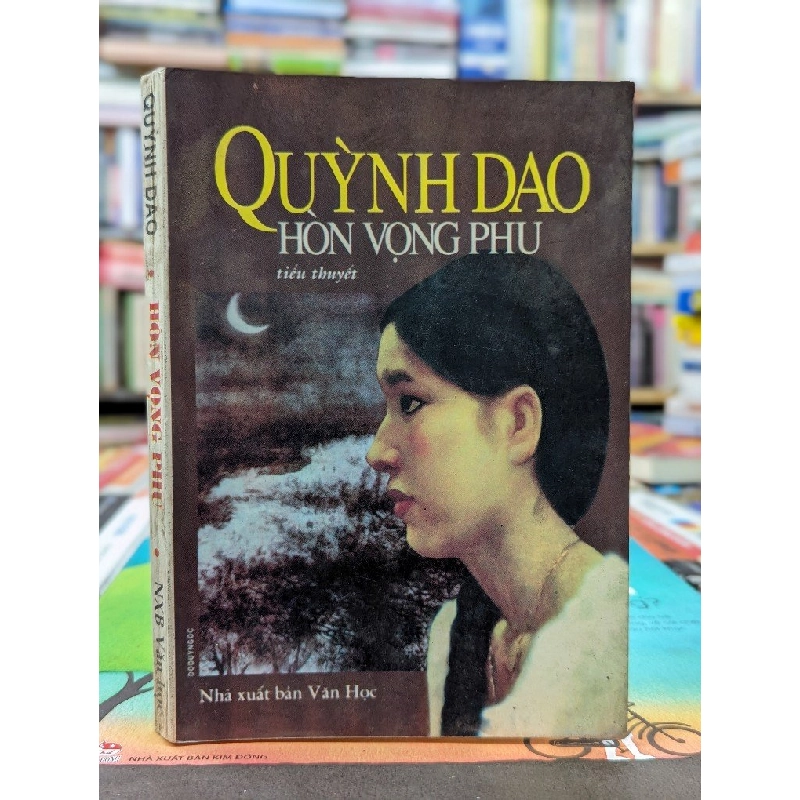 QUỲNH DAO
HÒN VỌNG PHU
tiểu thuyết
ĐODUYNGOC
Nhà xuất bản Văn Học
QUỲNH DAO • HÒN VỌNG PHU • NXB Văn học
NHÀ XUẤT BẢN KIM ĐỒNG